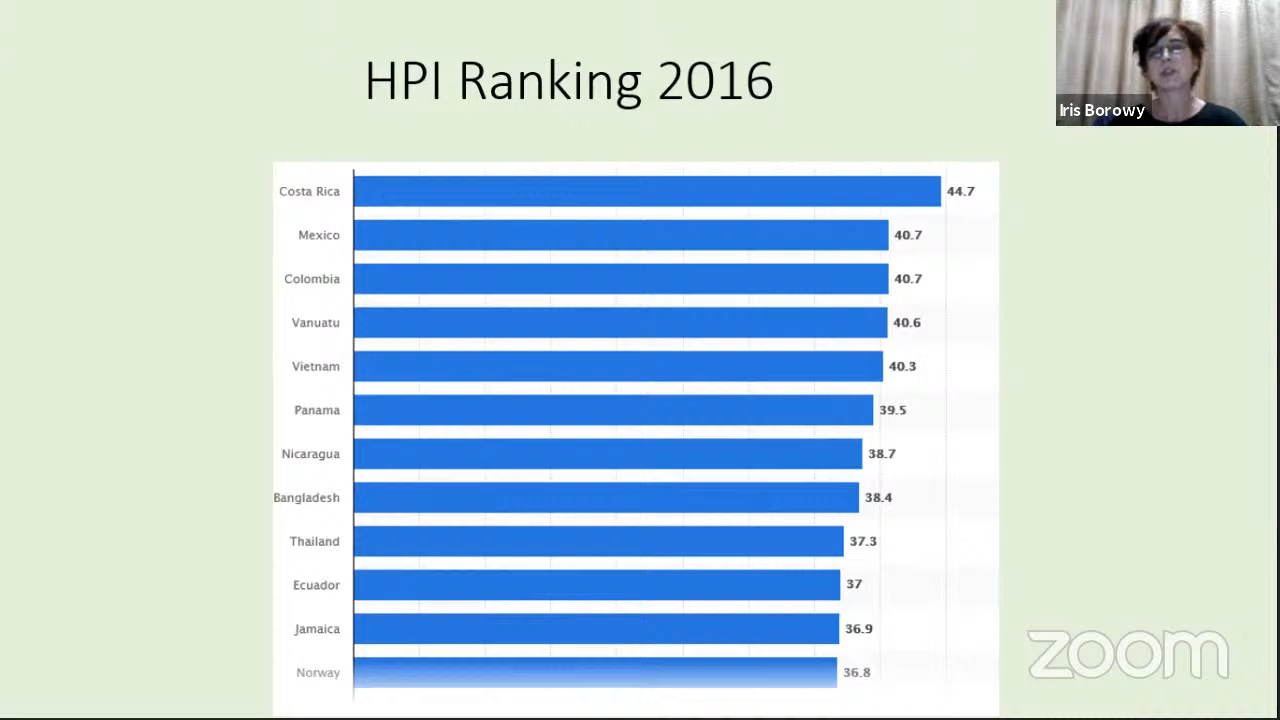 HPI Ranking 2016
Iris Borowy
Costa Rica 44.7
Mexico 40.7
Colombia 40.7
Vanuatu 40.6
Vietnam 40.3
Panama 39.5
Nicaragua 38.7
Bangladesh 38.4
Thailand 37.3
Ecuador 37
Jamaica 36.9
Norway 36.8
zoom